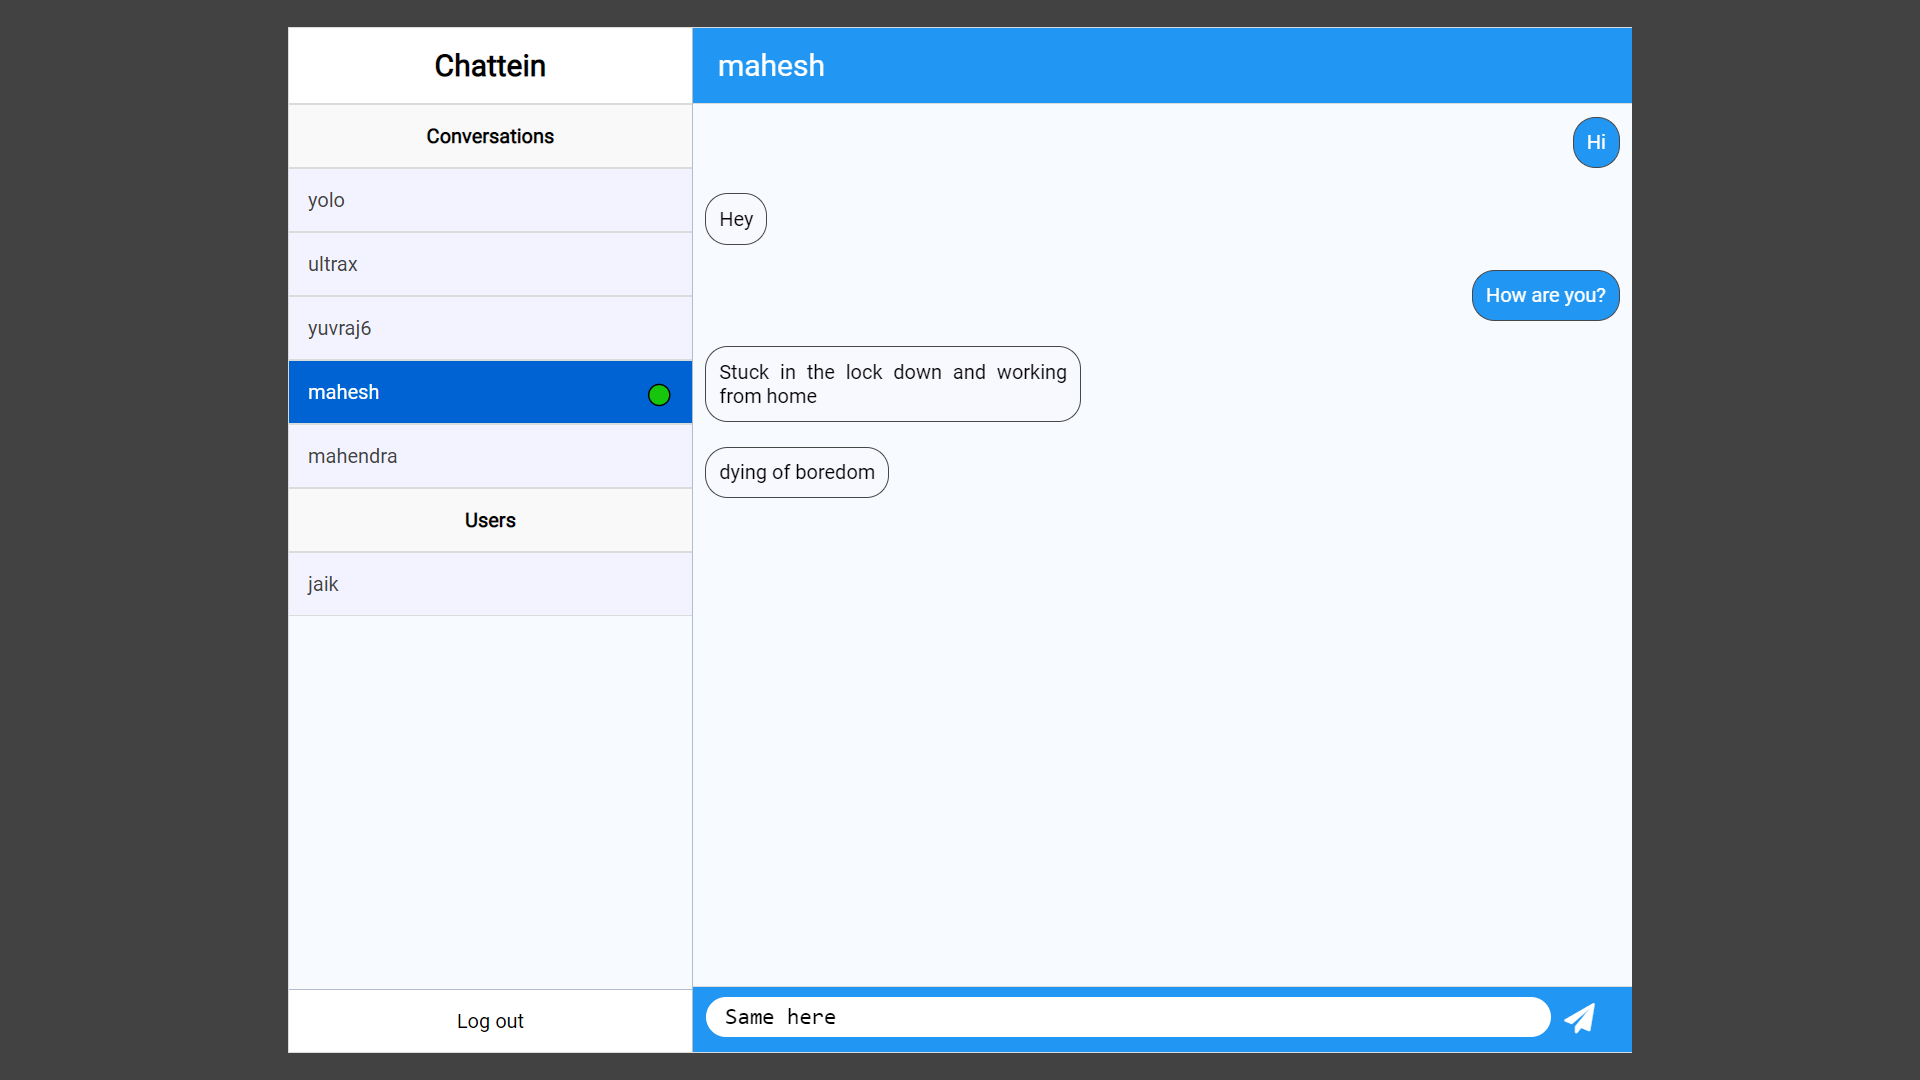 Chattein
Conversations
yolo
ultrax
yuvraj6
mahesh
mahendra
Users
jaik
Log out
mahesh
Hi
Hey
How are you?
Stuck in the lock down and working
from home
dying of boredom
Same here